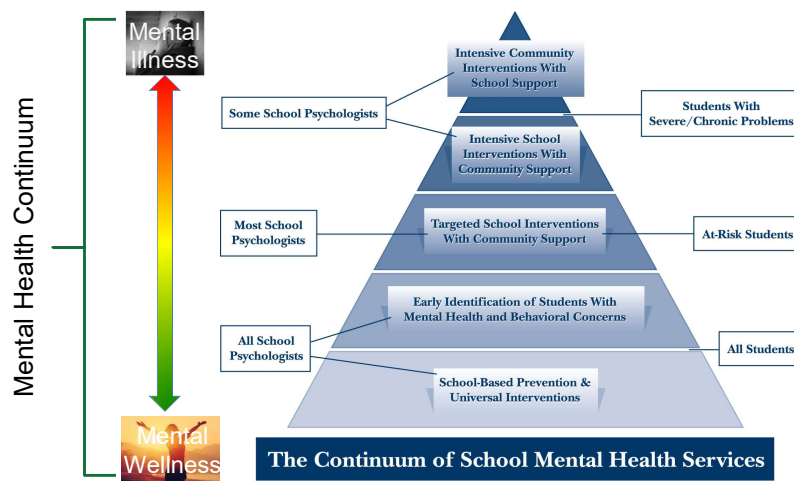 Mental Health Continuum
Mental
Illness
Mental
Wellness
Intensive Community
Interventions With
School Support
Some School Psychologists
Students With
Severe/Chronic Problems
Intensive School
Interventions With
Community Support
Most School
Psychologists
Targeted School Interventions
With Community Support
At-Risk Students
Early Identification of Students With
Mental Health and Behavioral Concerns
All School
Psychologists
All Students
School-Based Prevention &
Universal Interventions
The Continuum of School Mental Health Services